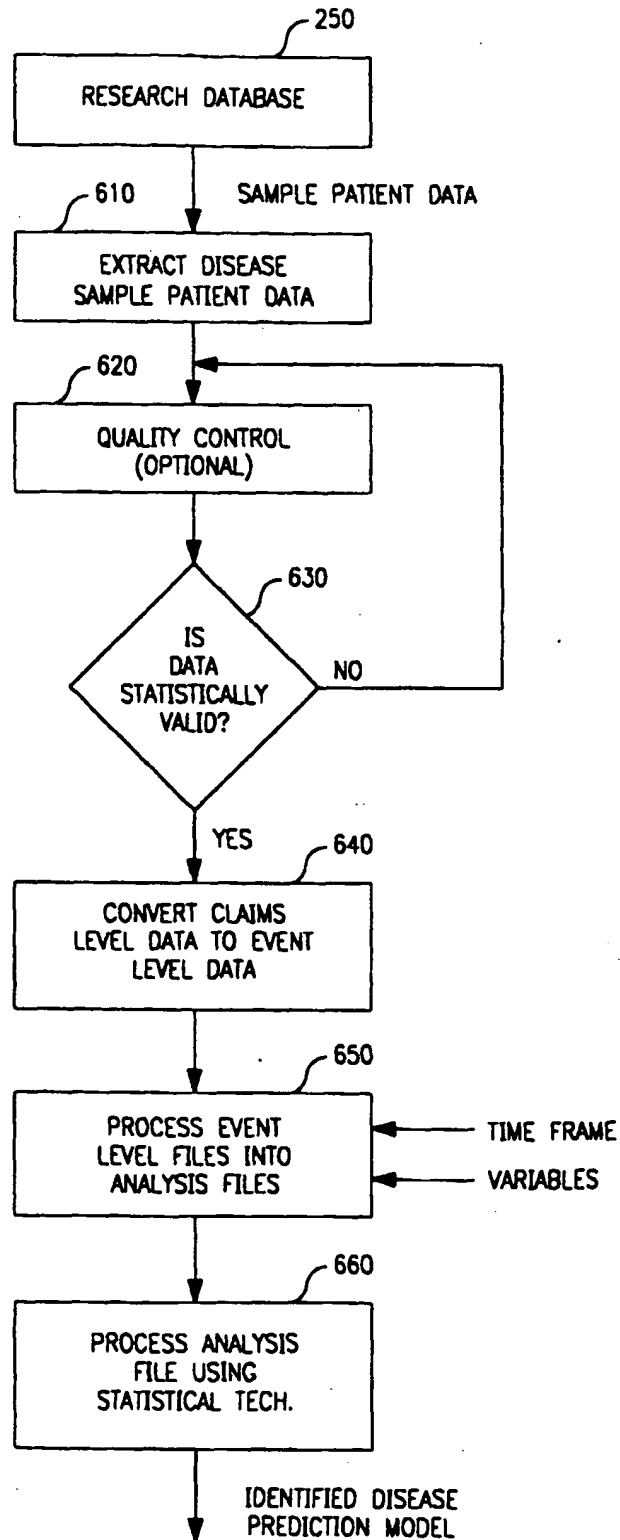 250
RESEARCH DATABASE
SAMPLE PATIENT DATA
610
EXTRACT DISEASE
SAMPLE PATIENT DATA
620
QUALITY CONTROL
(OPTIONAL)
630
IS
DATA
STATISTICALLY
VALID?
NO
YES
640
CONVERT CLAIMS
LEVEL DATA TO EVENT
LEVEL DATA
650
PROCESS EVENT
LEVEL FILES INTO
ANALYSIS FILES
TIME FRAME
VARIABLES
660
PROCESS ANALYSIS
FILE USING
STATISTICAL TECH.
IDENTIFIED DISEASE
PREDICTION MODEL